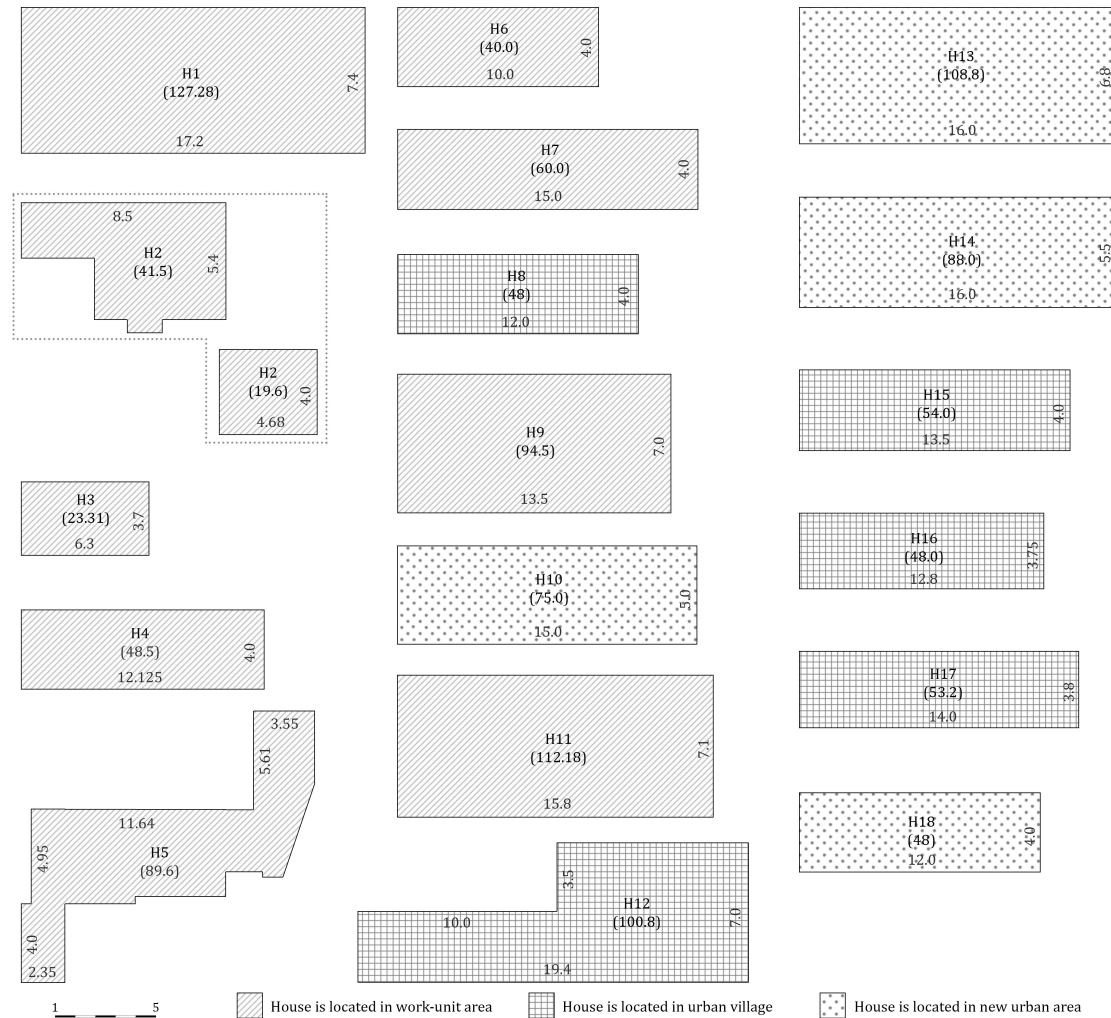 H1
(127.28)
7.4
17.2
8.5
H2
(41.5)
5.4
H2
(19.6)
4.0
4.68
H3
(23.31)
3.7
6.3
H4
(48.5)
4.0
12.125
3.55
5.61
11.64
4.95
H5
(89.6)
4.0
2.35
H6
(40.0)
4.0
10.0
H7
(60.0)
4.0
15.0
H8
(48)
4.0
12.0
H9
(94.5)
7.0
13.5
H10
(75.0)
5.0
15.0
H11
(112.18)
7.1
15.8
3.5
H12
(100.8)
7.0
10.0
19.4
H13
(108.8)
6.8
16.0
H14
(88.0)
5.5
16.0
H15
(54.0)
4.0
13.5
H16
(48.0)
3.75
12.8
H17
(53.2)
3.8
14.0
H18
(48)
4.0
12.0
1 5
House is located in work-unit area
House is located in urban village
House is located in new urban area